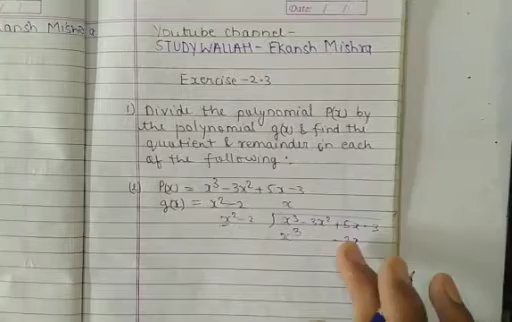 Date: / /
ansh Mishra
Youtube channel-
STUDYWALLAH- Ekansh Mishra
Exercise-2.3
1) Divide the polynomial P(x) by
the polynomial g(x) & find the
quotient & remainder in each
of the following:
P(x) = x³-3x²+5x-3
g(x) = x²-2
x
x²-2 ) x³-3x²+5x-3
x³ -2x